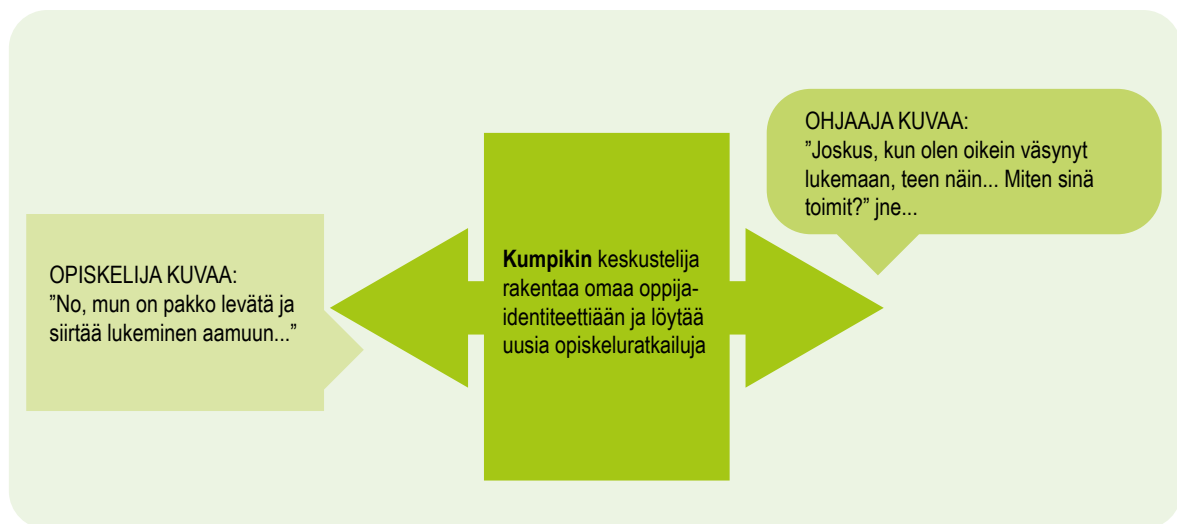 OPISKELIJA KUVAA:
”No, mun on pakko levätä ja
siirtää lukeminen aamuun...”
Kumpikin keskustelija
rakentaa omaa oppija-
identiteettiään ja löytää
uusia opiskeluratkailuja
OHJAAJA KUVAA:
”Joskus, kun olen oikein väsynyt
lukemaan, teen näin... Miten sinä
toimit?” jne...